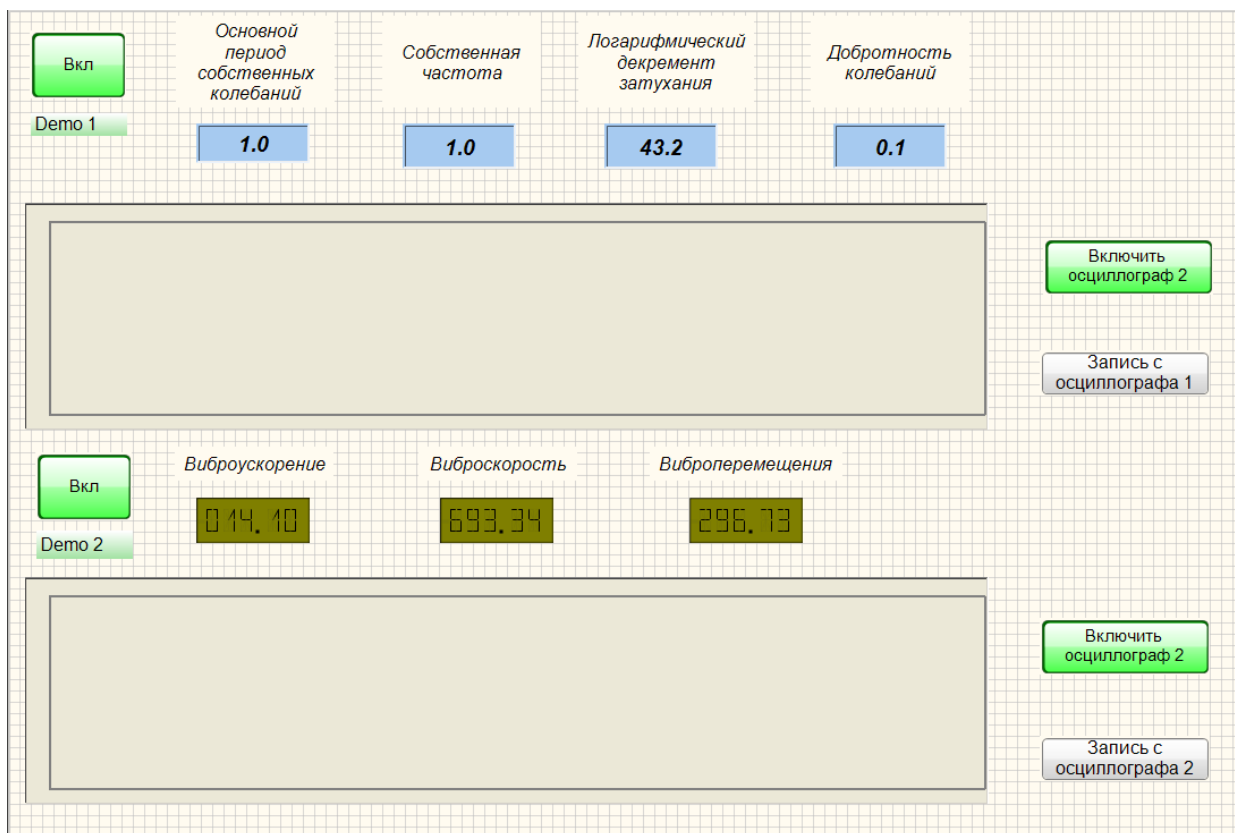 Вкл
Demo 1
Основной
период
собственных
колебаний
Собственная
частота
Логарифмический
декремент
затухания
Добротность
колебаний
1.0
1.0
43.2
0.1
Включить
осциллограф 2
Запись с
осциллографа 1
Вкл
Demo 2
Виброускорение
Виброскорость
Виброперемещения
014.10
693.34
296.73
Включить
осциллограф 2
Запись с
осциллографа 2